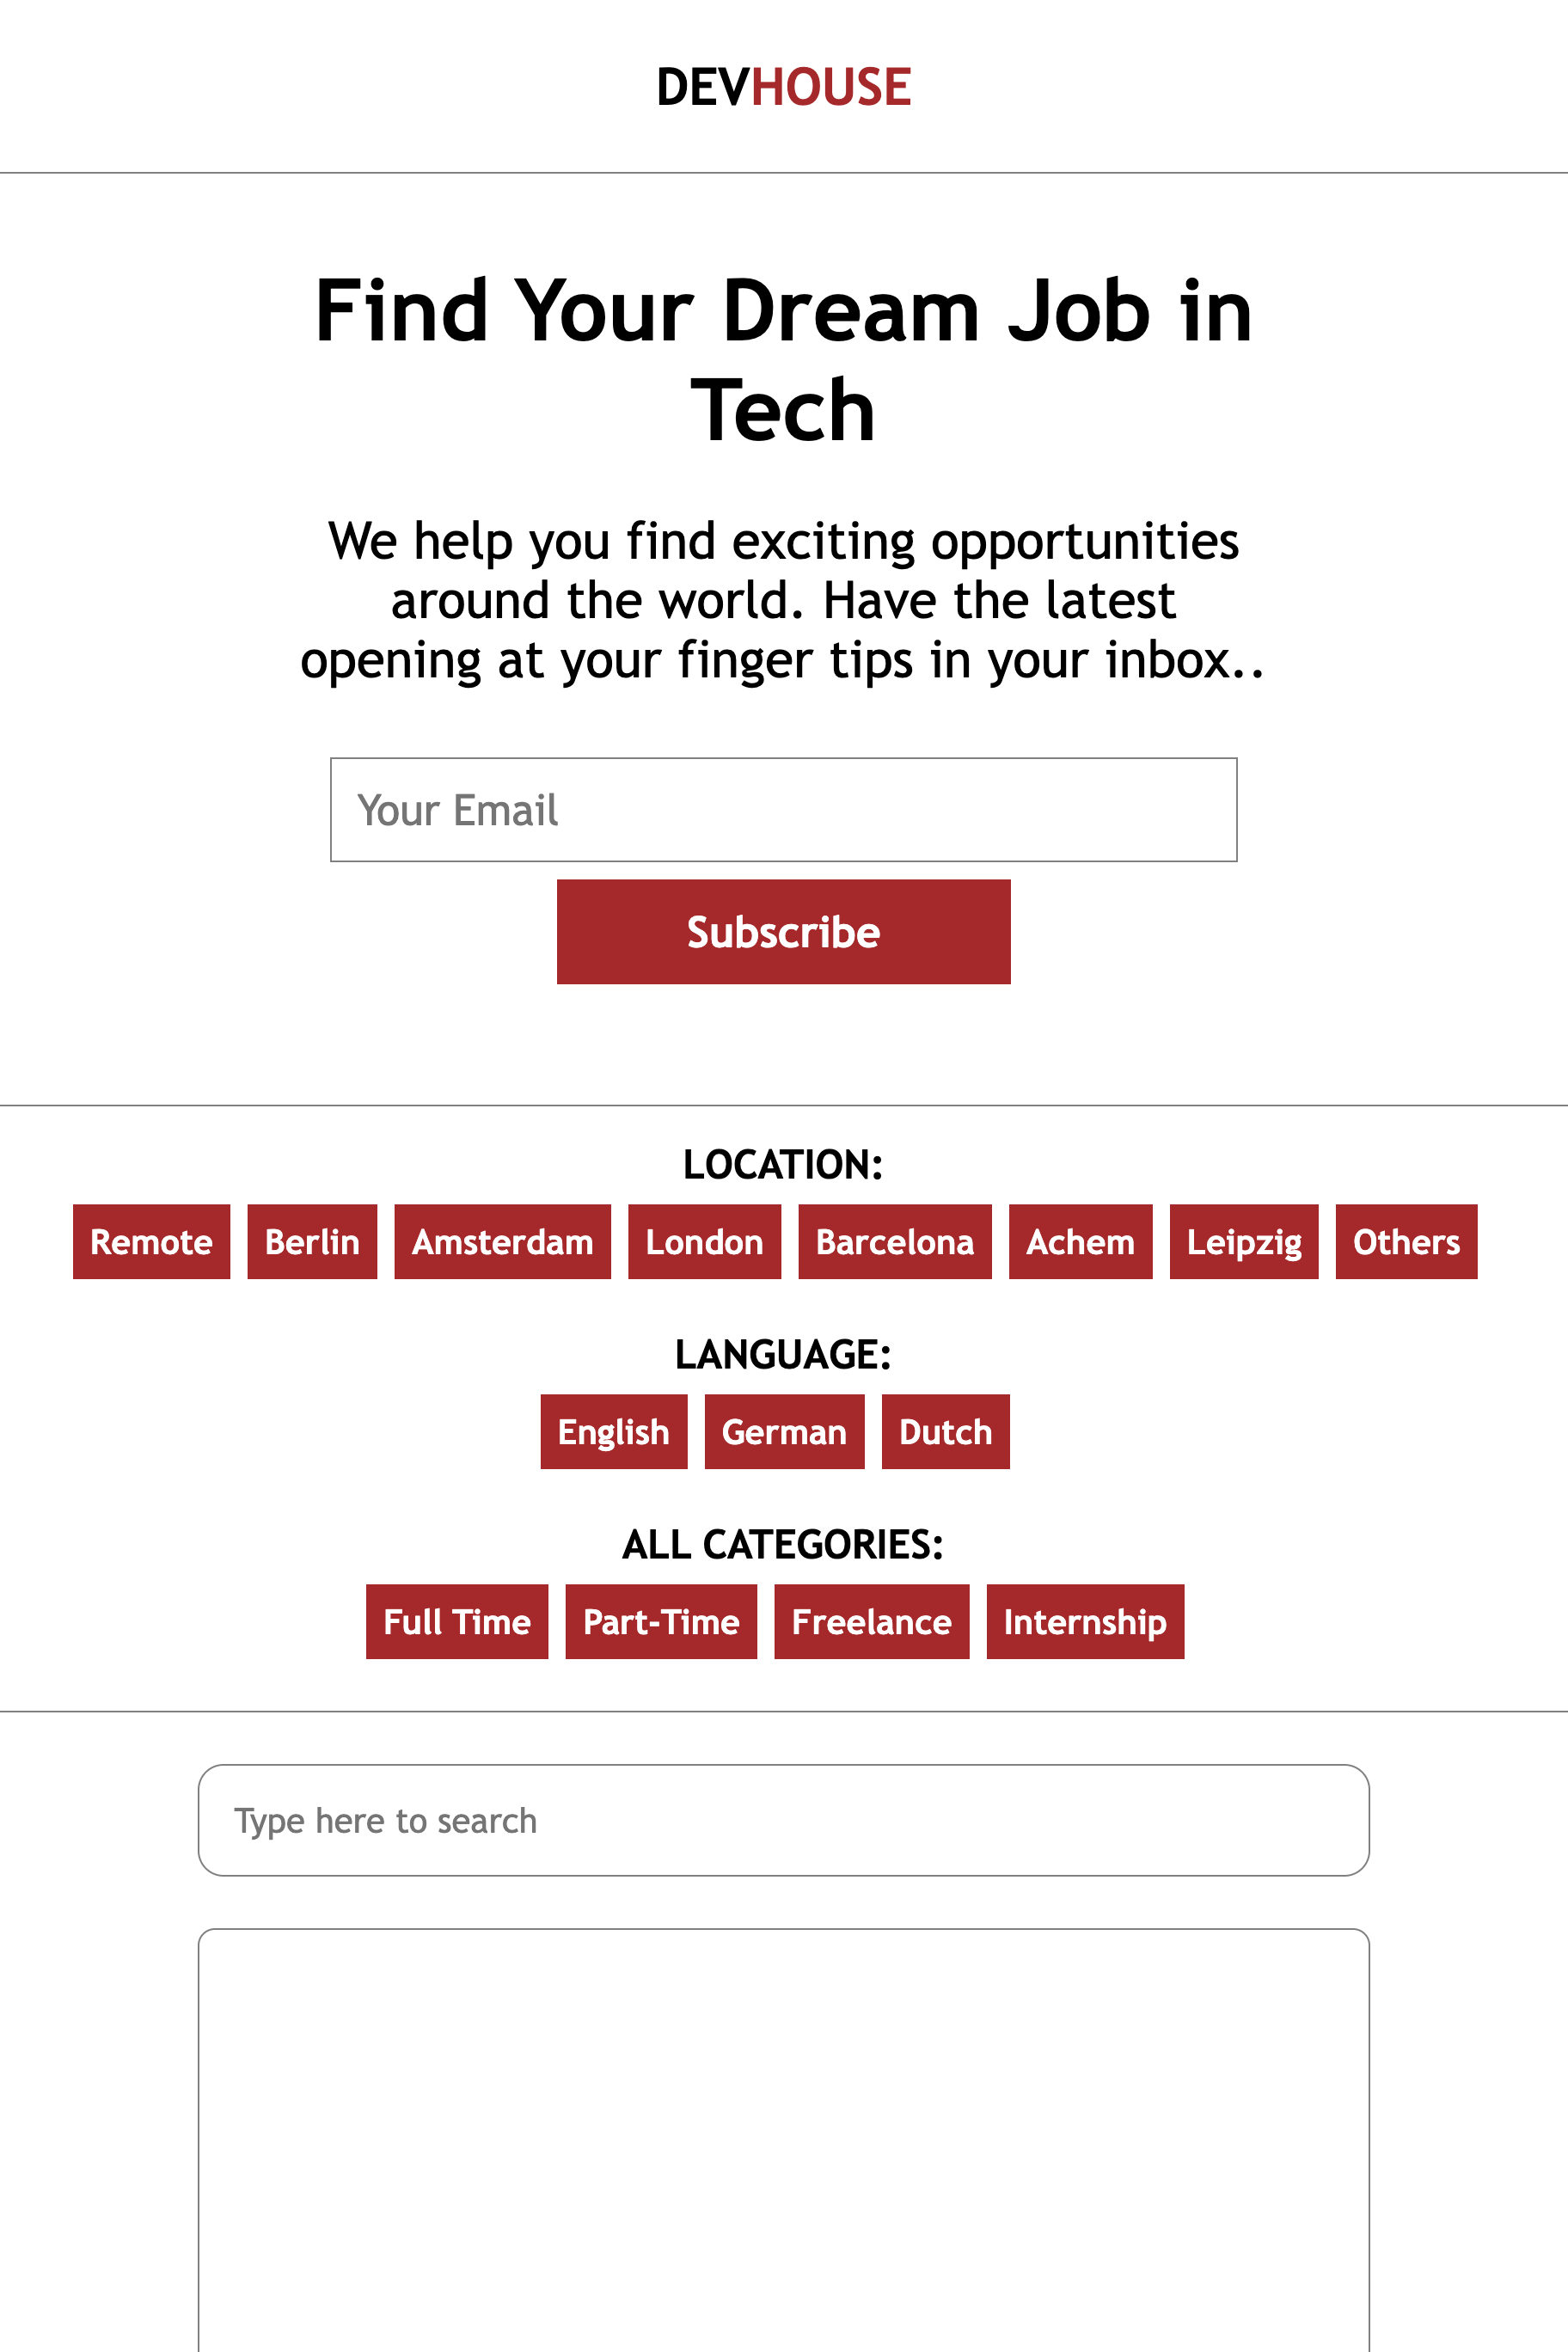 DEVHOUSE
Find Your Dream Job in
Tech
We help you find exciting opportunities
around the world. Have the latest
opening at your finger tips in your inbox..
Your Email
Subscribe
LOCATION:
Remote Berlin Amsterdam London Barcelona Achem Leipzig Others
LANGUAGE:
English German Dutch
ALL CATEGORIES:
Full Time Part-Time Freelance Internship
Type here to search